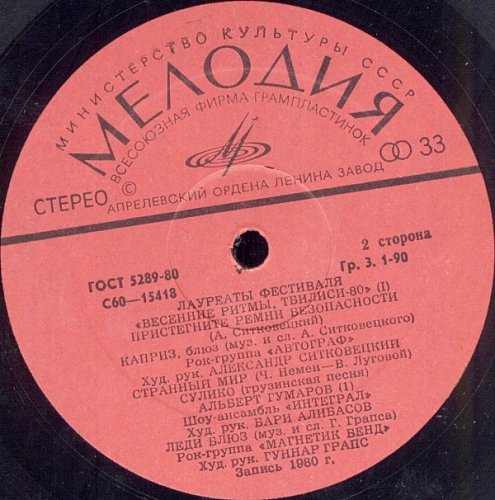 МИНИСТЕРСТВО КУЛЬТУРЫ СССР
МЕЛОДИЯ
ВСЕСОЮЗНАЯ ФИРМА ГРАМПЛАСТИНОК
СТЕРЕО
©
33
АПРЕЛЕВСКИЙ ОРДЕНА ЛЕНИНА ЗАВОД
2 сторона
ГОСТ 5289-80
Гр. 3. 1-90
С60—15418
ЛАУРЕАТЫ ФЕСТИВАЛЯ
«ВЕСЕННИЕ РИТМЫ, ТБИЛИСИ-80» (I)
ПРИСТЕГНИТЕ РЕМНИ БЕЗОПАСНОСТИ
(А. Ситковецкий)
КАПРИЗ, блюз (муз. и сл. А. Ситковецкого)
Рок-группа «АВТОГРАФ»
Худ. рук. АЛЕКСАНДР СИТКОВЕЦКИЙ
СТРАННЫЙ МИР (Ч. Немен—В. Луговой)
СУЛИКО (грузинская песня)
АЛЬБЕРТ ГУМАРОВ (1)
Шоу-ансамбль «ИНТЕГРАЛ»
Худ. рук. БАРИ АЛИБАСОВ
ЛЕДИ БЛЮЗ (муз. и сл. Г. Грапса)
Рок-группа «МАГНЕТИК БЕНД»
Худ. рук. ГУННАР ГРАПС
Запись 1980 г.